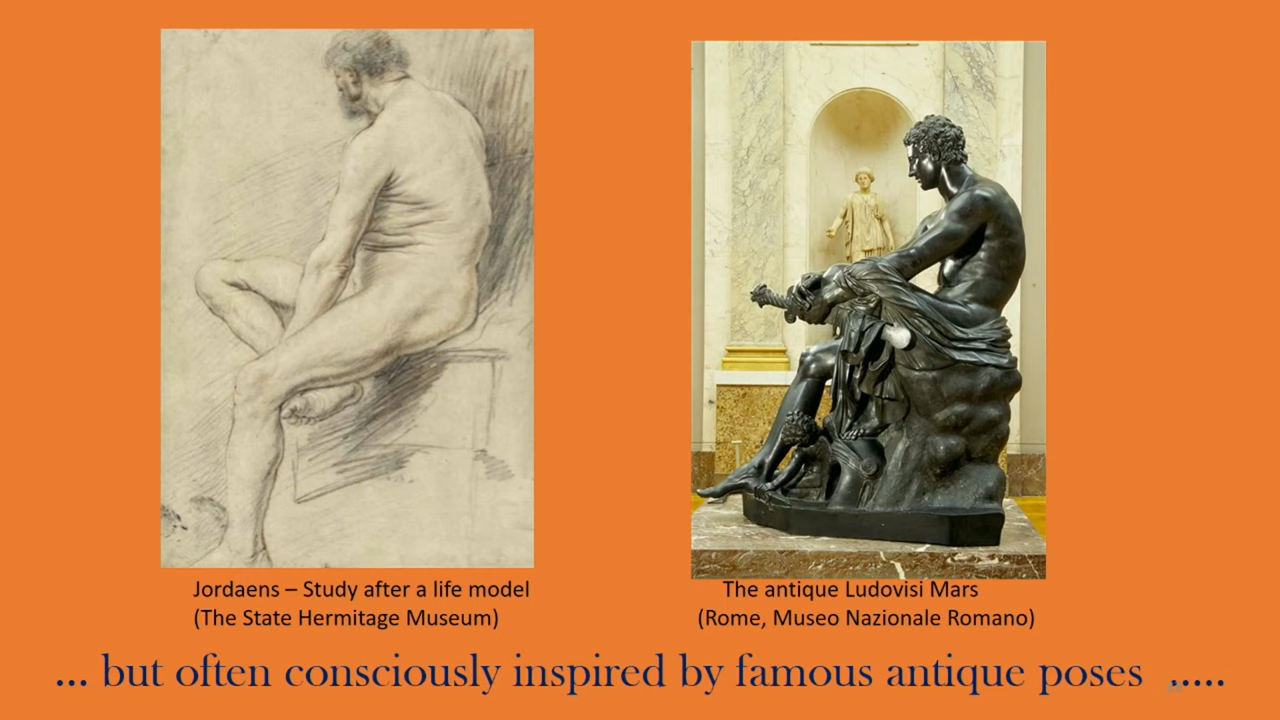 Jordaens – Study after a life model
(The State Hermitage Museum)
The antique Ludovisi Mars
(Rome, Museo Nazionale Romano)
... but often consciously inspired by famous antique poses .....